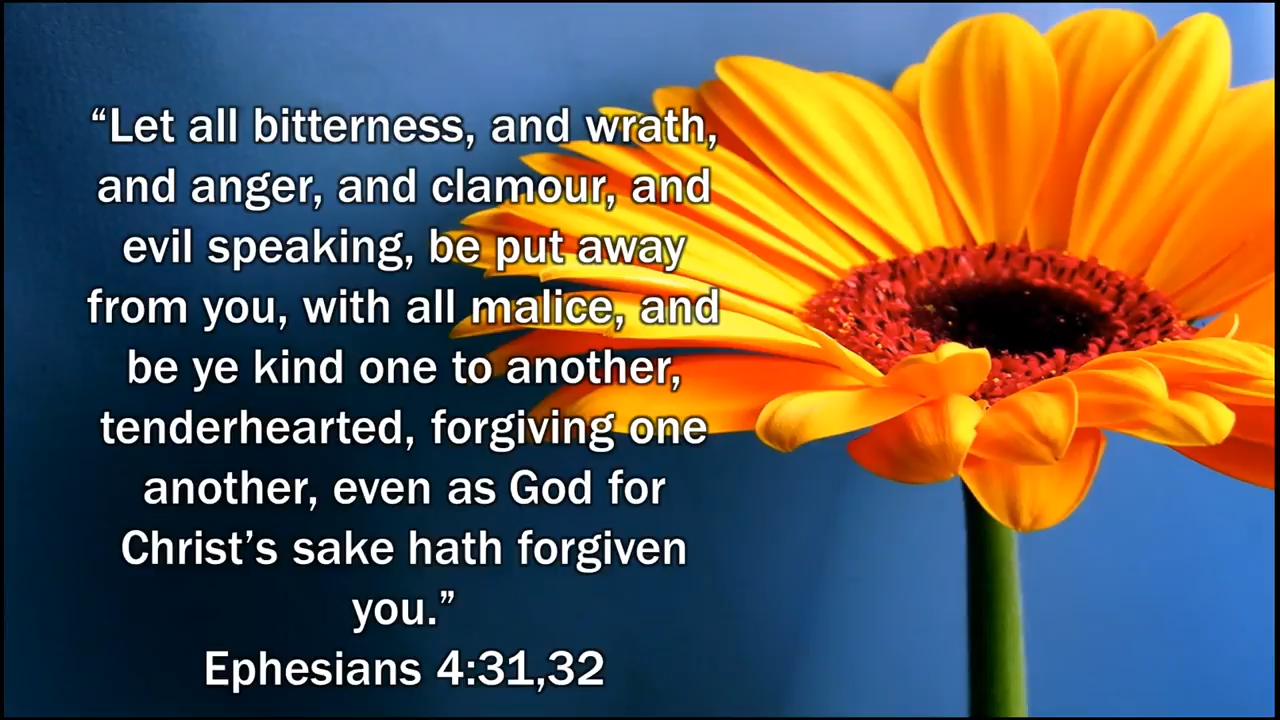 “Let all bitterness, and wrath,
and anger, and clamour, and
evil speaking, be put away
from you, with all malice, and
be ye kind one to another,
tenderhearted, forgiving one
another, even as God for
Christ’s sake hath forgiven
you.”
Ephesians 4:31,32